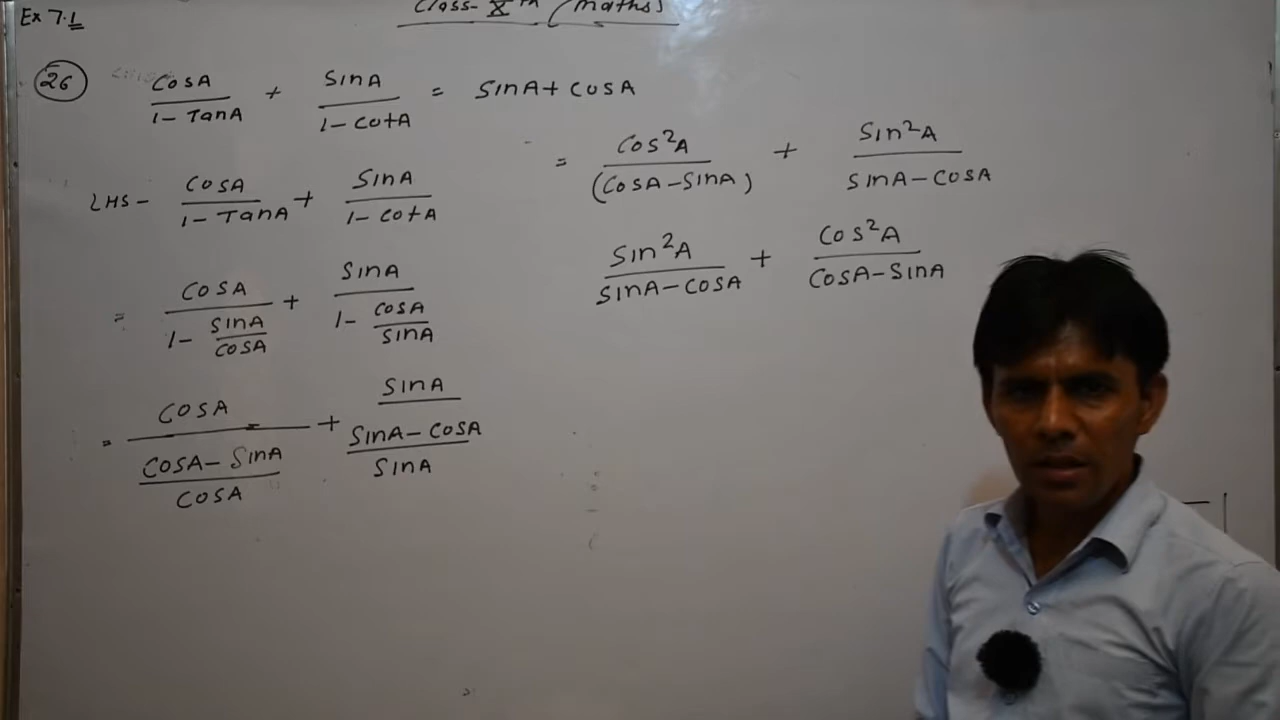 Ex 7.1
Class- Xth (Maths)
26 CosA/(1- TanA) + SinA/(1- CotA) = SinA + CosA
LHS - CosA/(1- TanA) + SinA/(1- CotA)
= CosA/(1- SinA/CosA) + SinA/(1- CosA/SinA)
= CosA/((CosA- SinA)/CosA) + SinA/((SinA- CosA)/SinA)
= Cos²A/(CosA - SinA) + Sin²A/(SinA - CosA)
Sin²A/(SinA - CosA) + Cos²A/(CosA - SinA)